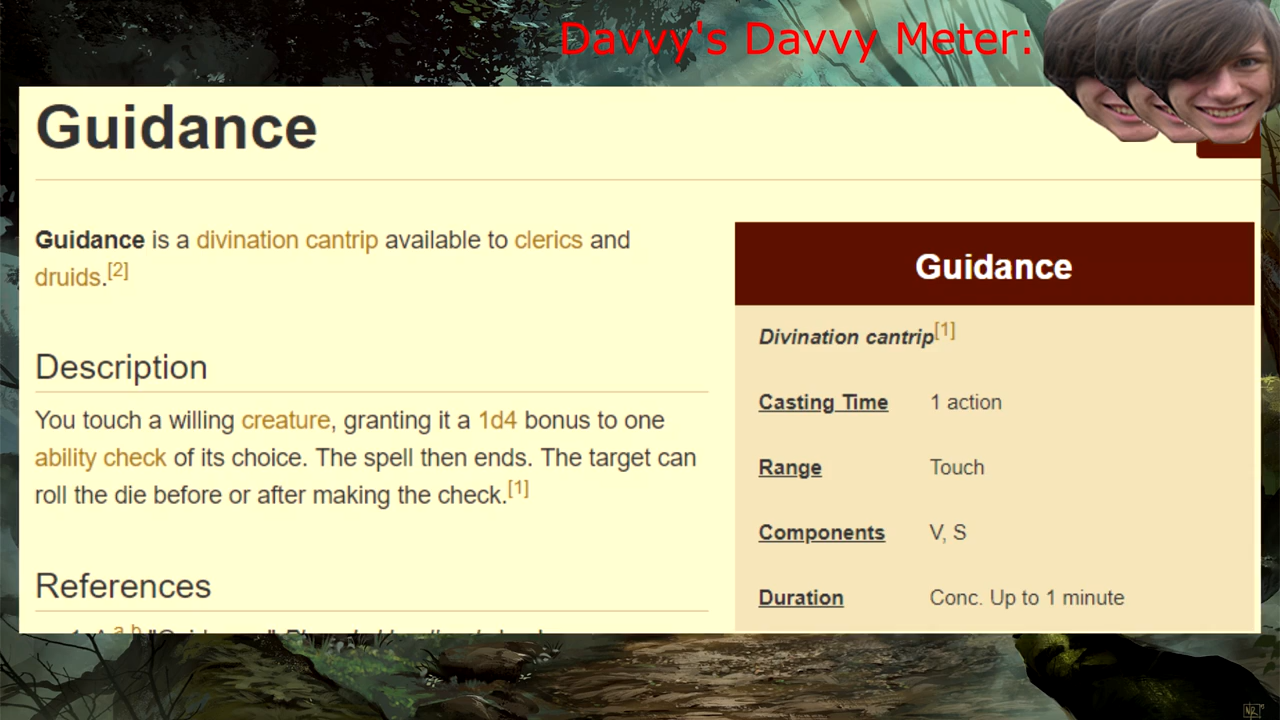 Davvy's Davvy Meter:
Guidance
Guidance is a divination cantrip available to clerics and
druids.[2]
Description
You touch a willing creature, granting it a 1d4 bonus to one
ability check of its choice. The spell then ends. The target can
roll the die before or after making the check.[1]
References
Guidance
Divination cantrip[1]
Casting Time 1 action
Range Touch
Components V, S
Duration Conc. Up to 1 minute